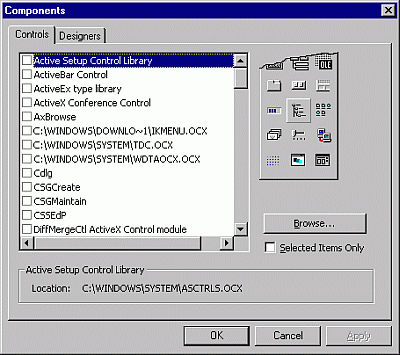 Components
Controls
Designers
Active Setup Control Library
ActiveBar Control
ActiveEx type library
ActiveX Conference Control
AxBrowse
C:\WINDOWS\DOWNLO~1\IKMENU.OCX
C:\WINDOWS\SYSTEM\TDC.OCX
C:\WINDOWS\SYSTEM\WDTAOCX.OCX
Cdlg
CSGCreate
CSGMaintain
CSSEdP
DiffMergeCtl ActiveX Control module
OLE
Browse...
Selected Items Only
Active Setup Control Library
Location: C:\WINDOWS\SYSTEM\ASCTRLS.OCX
OK Cancel Apply